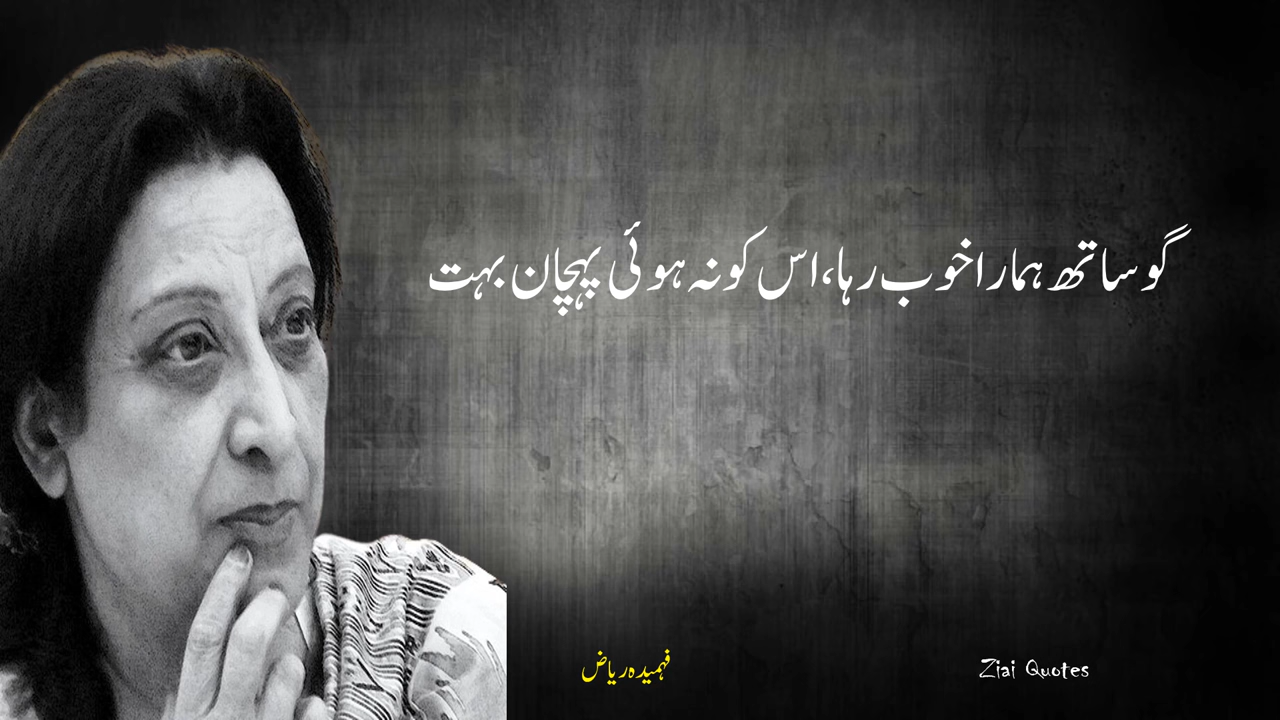 گو ساتھ ہمارا خوب رہا،اس کو نہ ہوئی پہچان بہت
فہمیدہ ریاض
Ziai Quotes